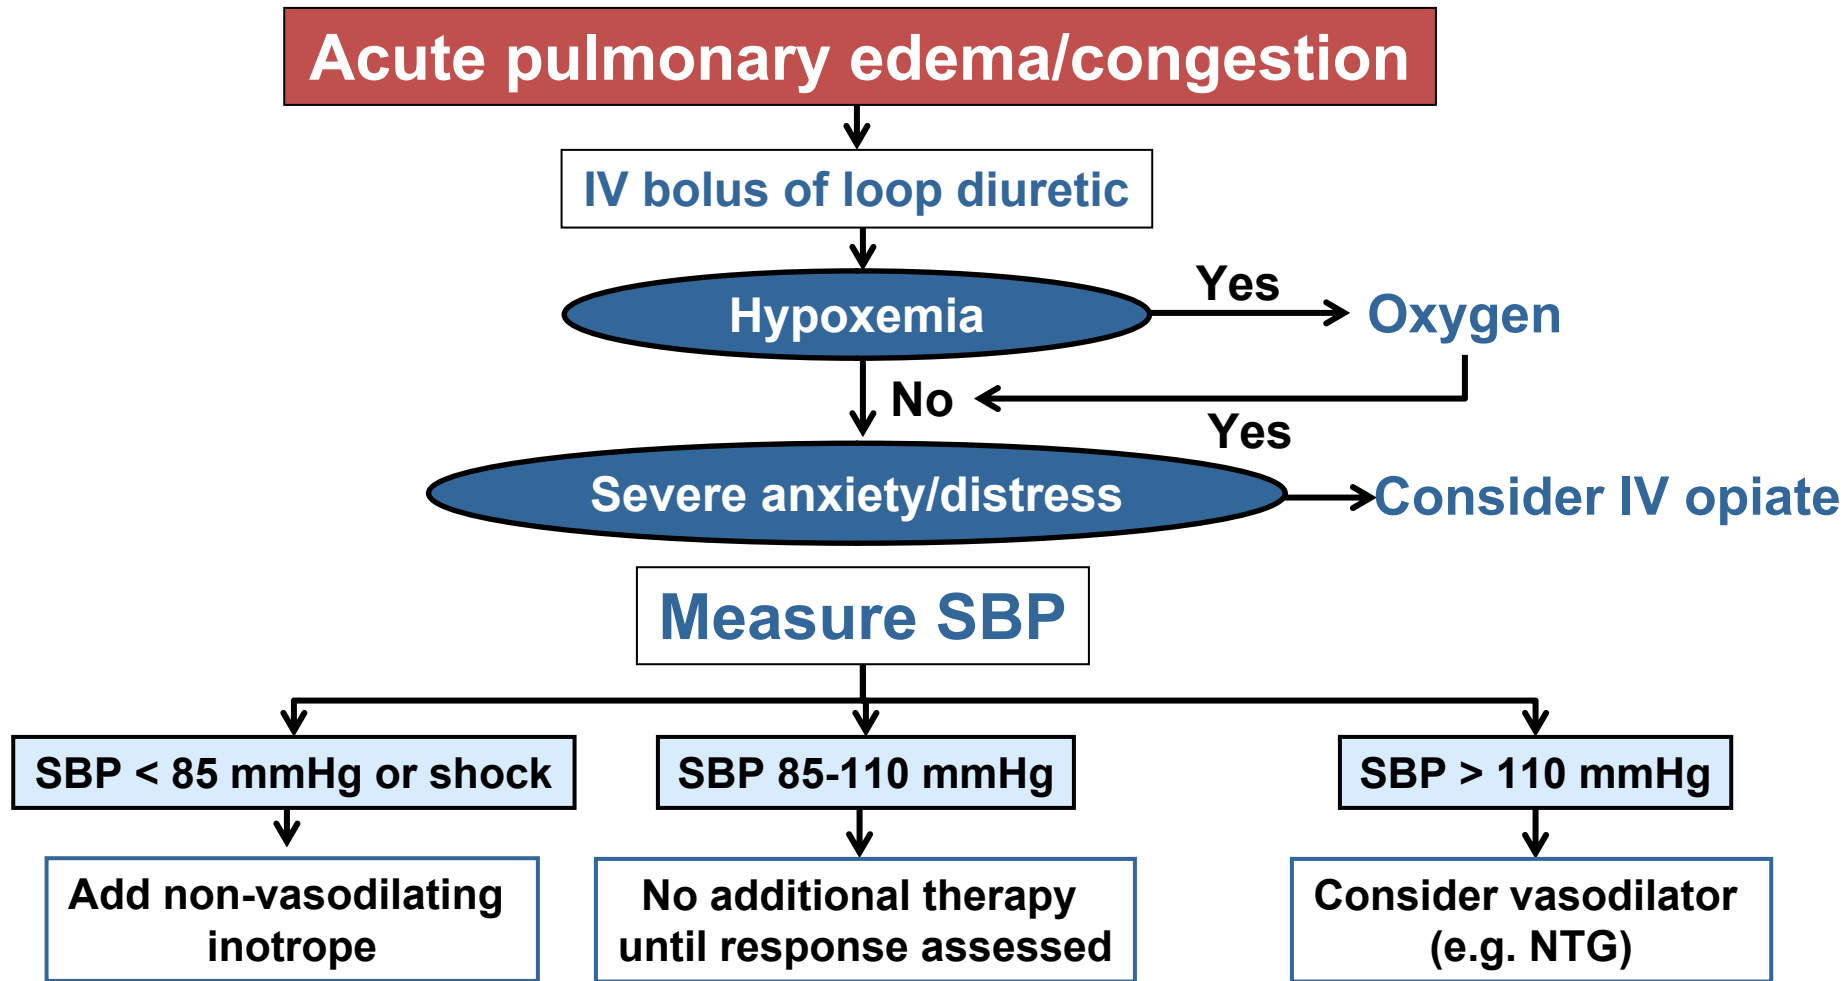 Acute pulmonary edema/congestion
IV bolus of loop diuretic
Hypoxemia
Yes
Oxygen
No
Yes
Severe anxiety/distress
Consider IV opiate
Measure SBP
SBP < 85 mmHg or shock
SBP 85-110 mmHg
SBP > 110 mmHg
Add non-vasodilating
inotrope
No additional therapy
until response assessed
Consider vasodilator
(e.g. NTG)